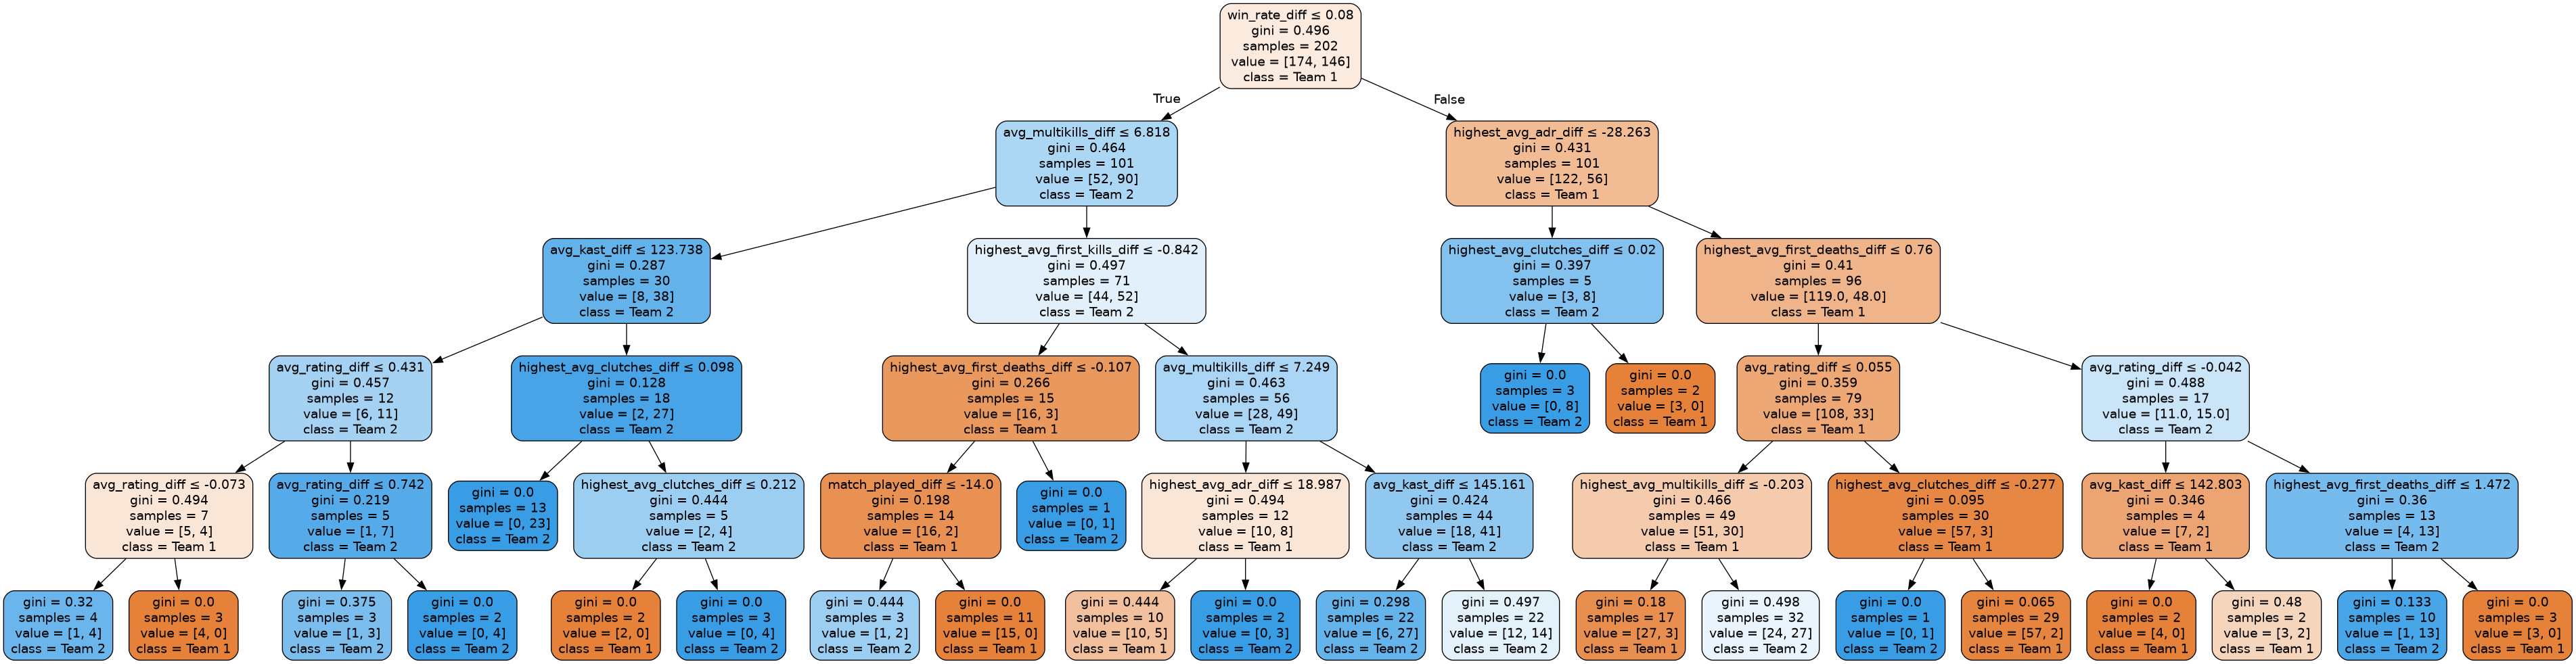 win_rate_diff ≤ 0.08
gini = 0.496
samples = 202
value = [174, 146]
class = Team 1
True
False
avg_multikills_diff ≤ 6.818
gini = 0.464
samples = 101
value = [52, 90]
class = Team 2
highest_avg_adr_diff ≤ -28.263
gini = 0.431
samples = 101
value = [122, 56]
class = Team 1
avg_kast_diff ≤ 123.738
gini = 0.287
samples = 30
value = [8, 38]
class = Team 2
highest_avg_first_kills_diff ≤ -0.842
gini = 0.497
samples = 71
value = [44, 52]
class = Team 2
highest_avg_clutches_diff ≤ 0.02
gini = 0.397
samples = 5
value = [3, 8]
class = Team 2
highest_avg_first_deaths_diff ≤ 0.76
gini = 0.41
samples = 96
value = [119.0, 48.0]
class = Team 1
avg_rating_diff ≤ 0.431
gini = 0.457
samples = 12
value = [6, 11]
class = Team 2
highest_avg_clutches_diff ≤ 0.098
gini = 0.128
samples = 18
value = [2, 27]
class = Team 2
highest_avg_first_deaths_diff ≤ -0.107
gini = 0.266
samples = 15
value = [16, 3]
class = Team 1
avg_multikills_diff ≤ 7.249
gini = 0.463
samples = 56
value = [28, 49]
class = Team 2
gini = 0.0
samples = 3
value = [0, 8]
class = Team 2
gini = 0.0
samples = 2
value = [3, 0]
class = Team 1
avg_rating_diff ≤ 0.055
gini = 0.359
samples = 79
value = [108, 33]
class = Team 1
avg_rating_diff ≤ -0.042
gini = 0.488
samples = 17
value = [11.0, 15.0]
class = Team 2
avg_rating_diff ≤ -0.073
gini = 0.494
samples = 7
value = [5, 4]
class = Team 1
avg_rating_diff ≤ 0.742
gini = 0.219
samples = 5
value = [1, 7]
class = Team 2
gini = 0.0
samples = 13
value = [0, 23]
class = Team 2
highest_avg_clutches_diff ≤ 0.212
gini = 0.444
samples = 5
value = [2, 4]
class = Team 2
match_played_diff ≤ -14.0
gini = 0.198
samples = 14
value = [16, 2]
class = Team 1
gini = 0.0
samples = 1
value = [0, 1]
class = Team 2
highest_avg_adr_diff ≤ 18.987
gini = 0.494
samples = 12
value = [10, 8]
class = Team 1
avg_kast_diff ≤ 145.161
gini = 0.424
samples = 44
value = [18, 41]
class = Team 2
highest_avg_multikills_diff ≤ -0.203
gini = 0.466
samples = 49
value = [51, 30]
class = Team 1
highest_avg_clutches_diff ≤ -0.277
gini = 0.095
samples = 30
value = [57, 3]
class = Team 1
avg_kast_diff ≤ 142.803
gini = 0.346
samples = 4
value = [7, 2]
class = Team 1
highest_avg_first_deaths_diff ≤ 1.472
gini = 0.36
samples = 13
value = [4, 13]
class = Team 2
gini = 0.32
samples = 4
value = [1, 4]
class = Team 2
gini = 0.0
samples = 3
value = [4, 0]
class = Team 1
gini = 0.375
samples = 3
value = [1, 3]
class = Team 2
gini = 0.0
samples = 2
value = [0, 4]
class = Team 2
gini = 0.0
samples = 2
value = [2, 0]
class = Team 1
gini = 0.0
samples = 3
value = [0, 4]
class = Team 2
gini = 0.444
samples = 3
value = [1, 2]
class = Team 2
gini = 0.0
samples = 11
value = [15, 0]
class = Team 1
gini = 0.444
samples = 10
value = [10, 5]
class = Team 1
gini = 0.0
samples = 2
value = [0, 3]
class = Team 2
gini = 0.298
samples = 22
value = [6, 27]
class = Team 2
gini = 0.497
samples = 22
value = [12, 14]
class = Team 2
gini = 0.18
samples = 17
value = [27, 3]
class = Team 1
gini = 0.498
samples = 32
value = [24, 27]
class = Team 2
gini = 0.0
samples = 1
value = [0, 1]
class = Team 2
gini = 0.065
samples = 29
value = [57, 2]
class = Team 1
gini = 0.0
samples = 2
value = [4, 0]
class = Team 1
gini = 0.48
samples = 2
value = [3, 2]
class = Team 1
gini = 0.133
samples = 10
value = [1, 13]
class = Team 2
gini = 0.0
samples = 3
value = [3, 0]
class = Team 1